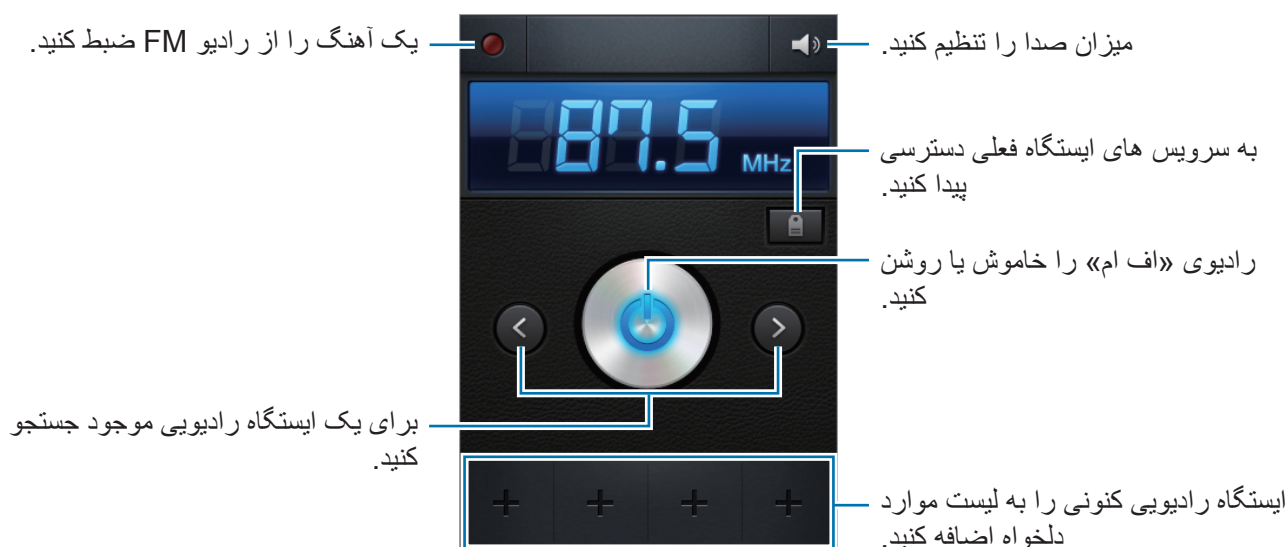 یک آهنگ را از رادیو FM ضبط کنید.
میزان صدا را تنظیم کنید.
87.5 MHz
به سرویس های ایستگاه فعلی دسترسی
پیدا کنید.
رادیوی «اف ام» را خاموش یا روشن
کنید.
برای یک ایستگاه رادیویی موجود جستجو
کنید.
ایستگاه رادیویی کنونی را به لیست موارد
دلخواه اضافه کنید.